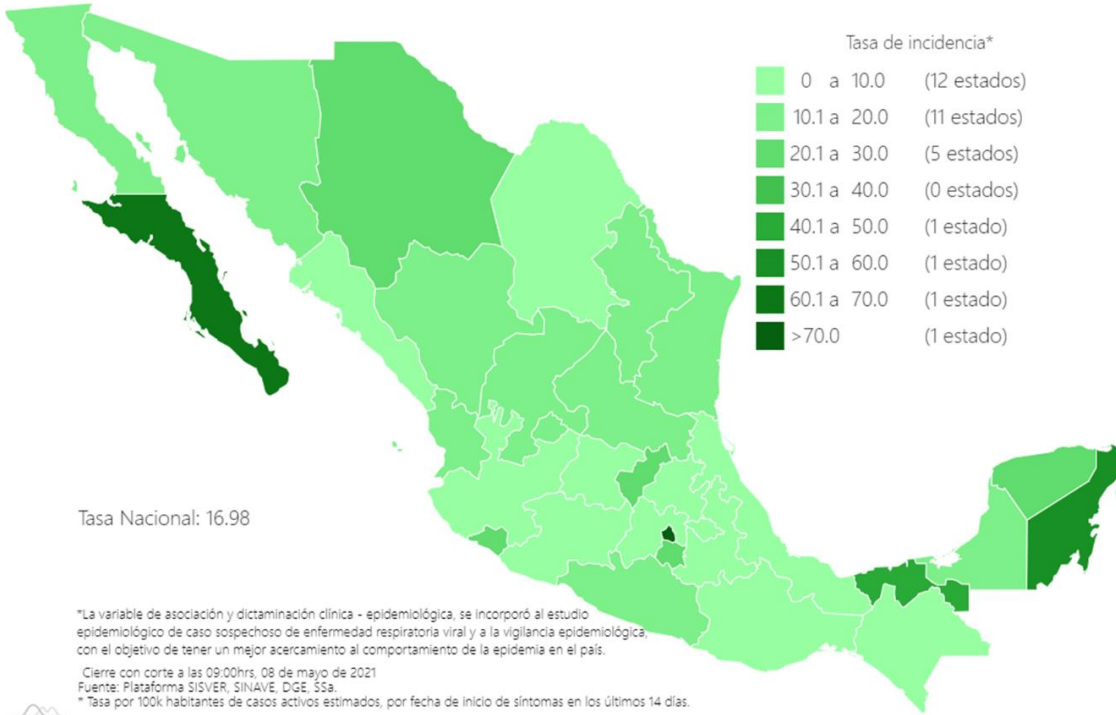 Tasa de incidencia*
0 a 10.0 (12 estados)
10.1 a 20.0 (11 estados)
20.1 a 30.0 (5 estados)
30.1 a 40.0 (0 estados)
40.1 a 50.0 (1 estado)
50.1 a 60.0 (1 estado)
60.1 a 70.0 (1 estado)
>70.0 (1 estado)
Tasa Nacional: 16.98
*La variable de asociación y dictaminación clínica - epidemiológica, se incorporó al estudio
epidemiológico de caso sospechoso de enfermedad respiratoria viral y a la vigilancia epidemiológica,
con el objetivo de tener un mejor acercamiento al comportamiento de la epidemia en el país.
Cierre con corte a las 09:00hrs, 08 de mayo de 2021
Fuente: Plataforma SISVER, SINAVE, DGE, SSa.
* Tasa por 100k habitantes de casos activos estimados, por fecha de inicio de síntomas en los últimos 14 días.